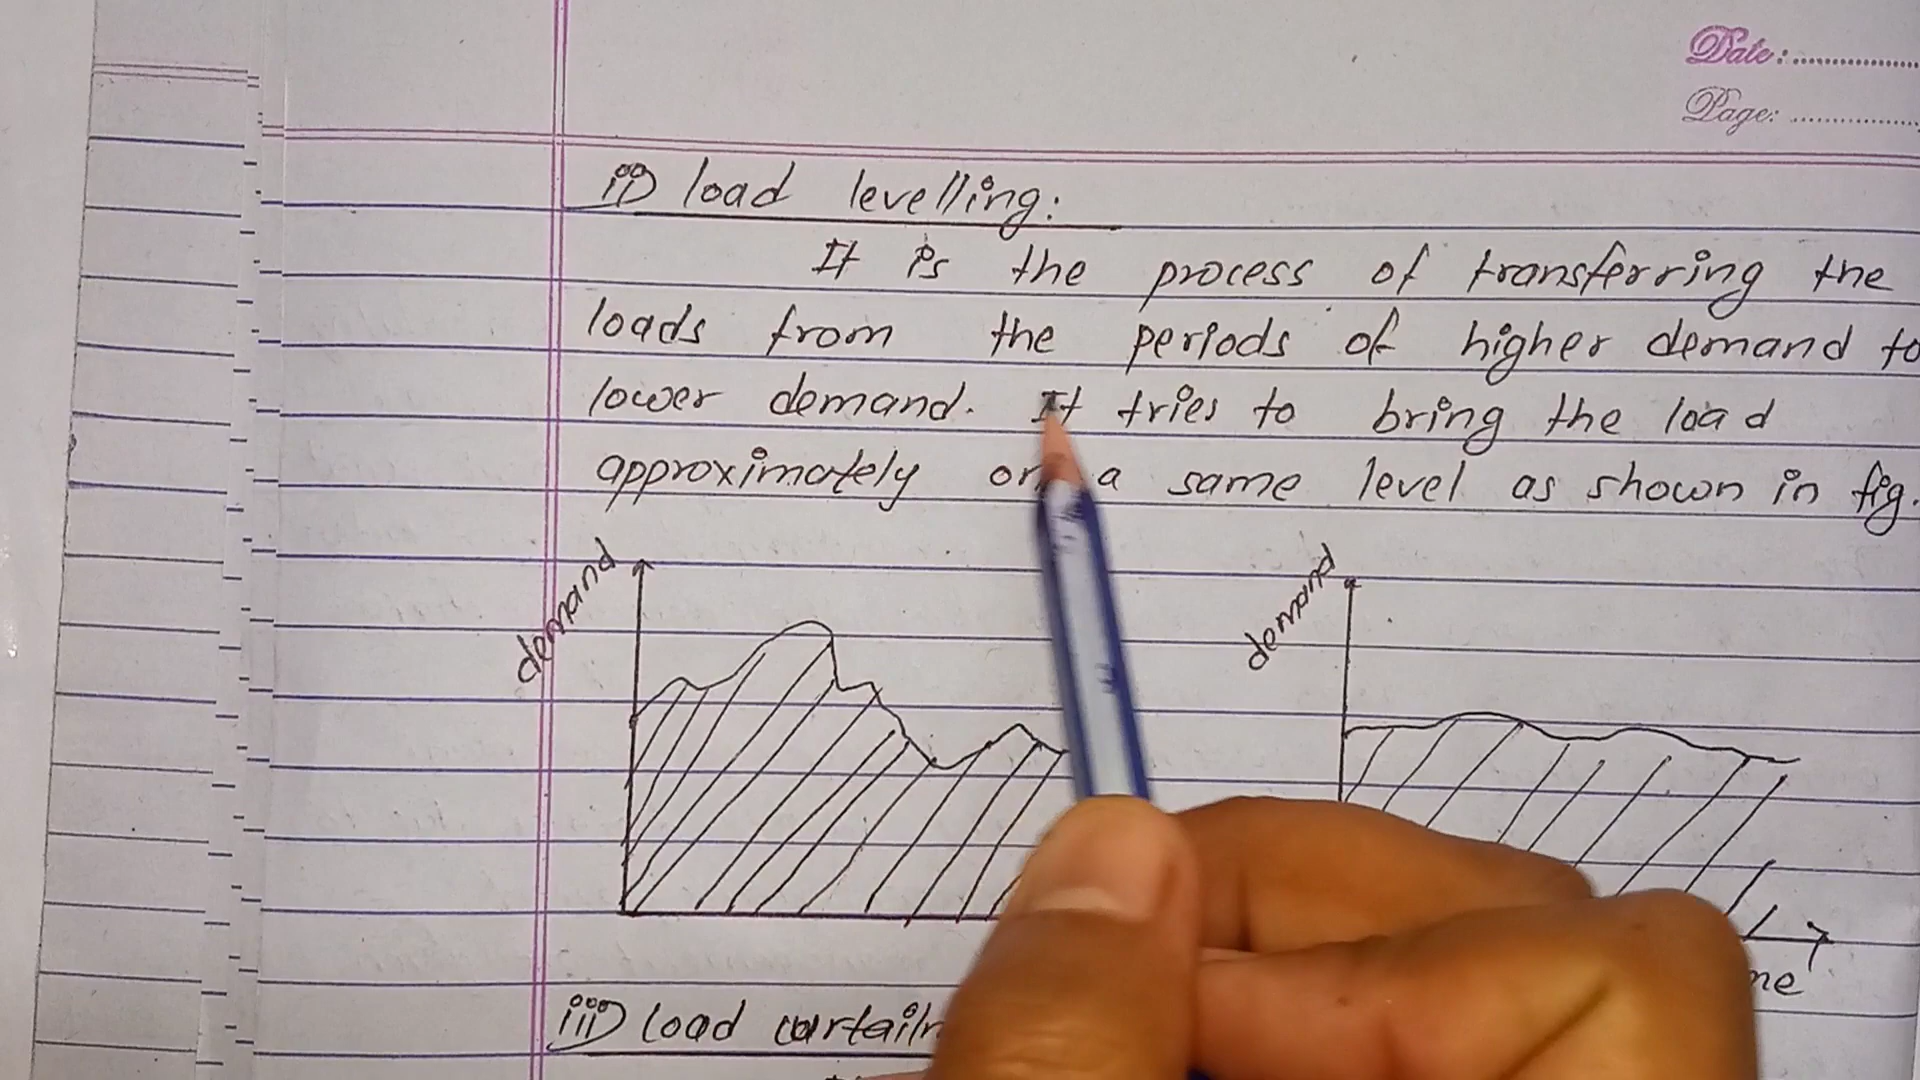 Date:
Page:
ii) load levelling:
It is the process of transferring the
loads from the periods of higher demand to
lower demand. It tries to bring the load
approximately on a same level as shown in fig.
demand
demand
iii) load